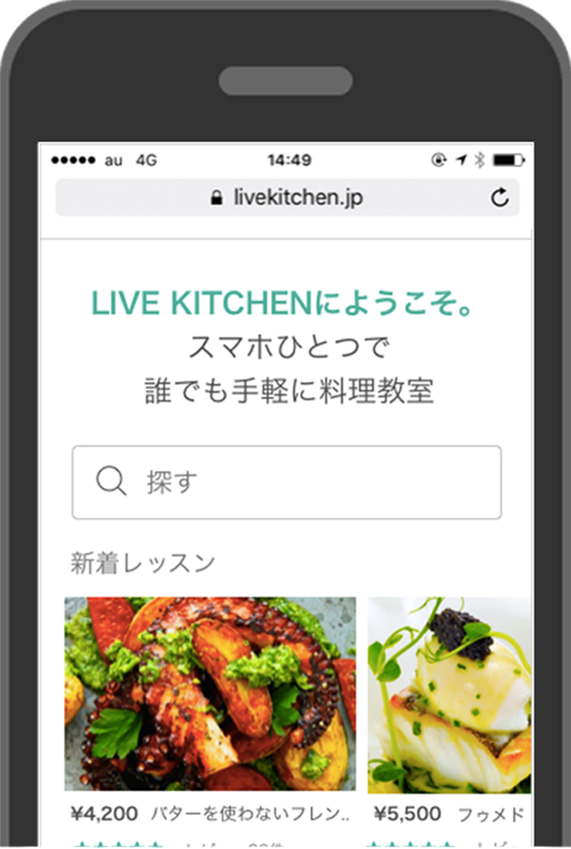 au 4G 14:49
livekitchen.jp
LIVE KITCHENにようこそ。
スマホひとつで
誰でも手軽に料理教室
探す
新着レッスン
¥4,200 バターを使わないフレン..
¥5,500 フゥメド